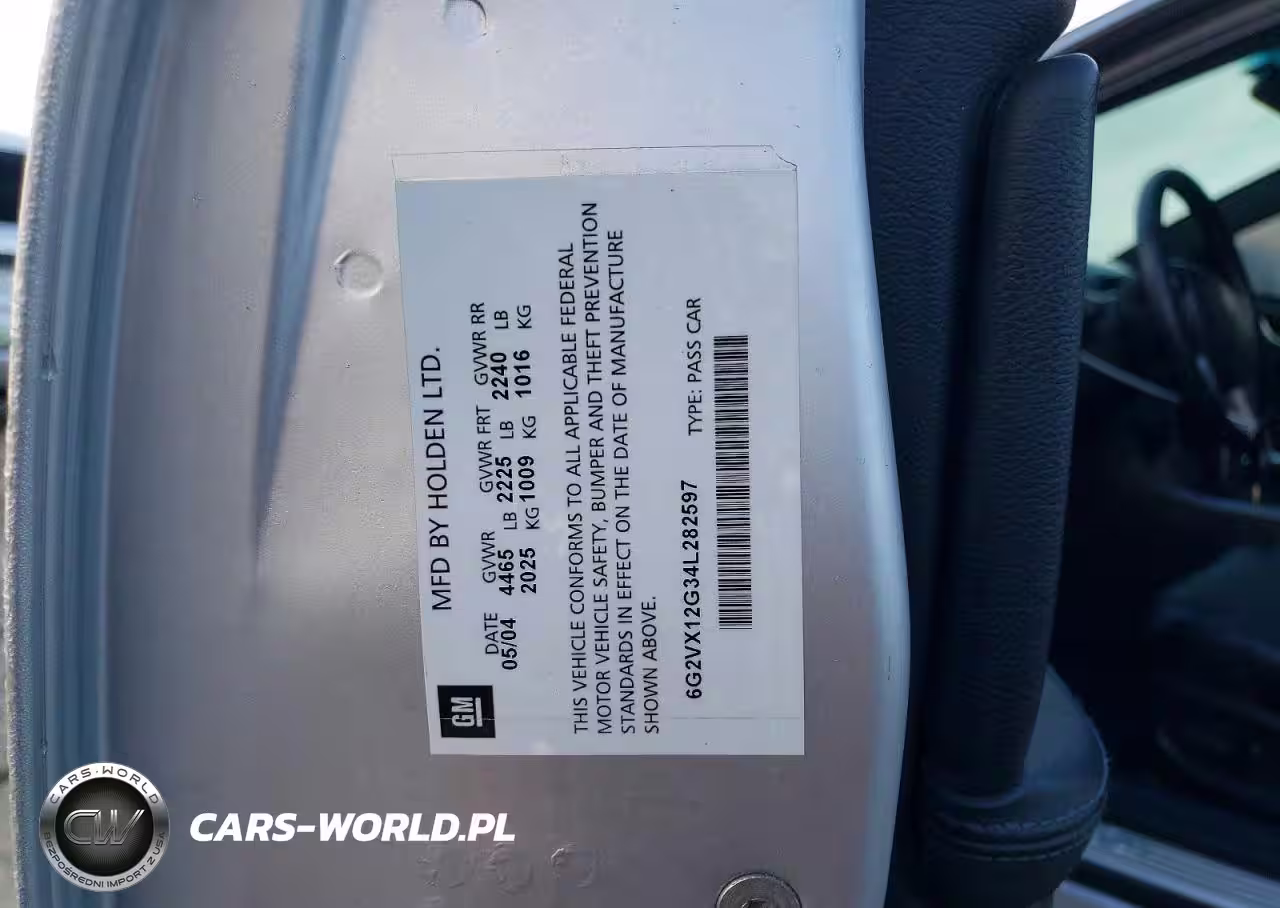 MFD BY HOLDEN LTD.
DATE GVWR GVWR FRT GVWR RR
05/04 4465 LB 2225 LB 2240 LB
2025 KG 1009 KG 1016 KG
GM
THIS VEHICLE CONFORMS TO ALL APPLICABLE FEDERAL
MOTOR VEHICLE SAFETY, BUMPER AND THEFT PREVENTION
STANDARDS IN EFFECT ON THE DATE OF MANUFACTURE
SHOWN ABOVE.
6G2VX12G34L282597 TYPE: PASS CAR
CARS-WORLD
CW
BEZPOŚREDNI IMPORT Z USA
CARS-WORLD.PL